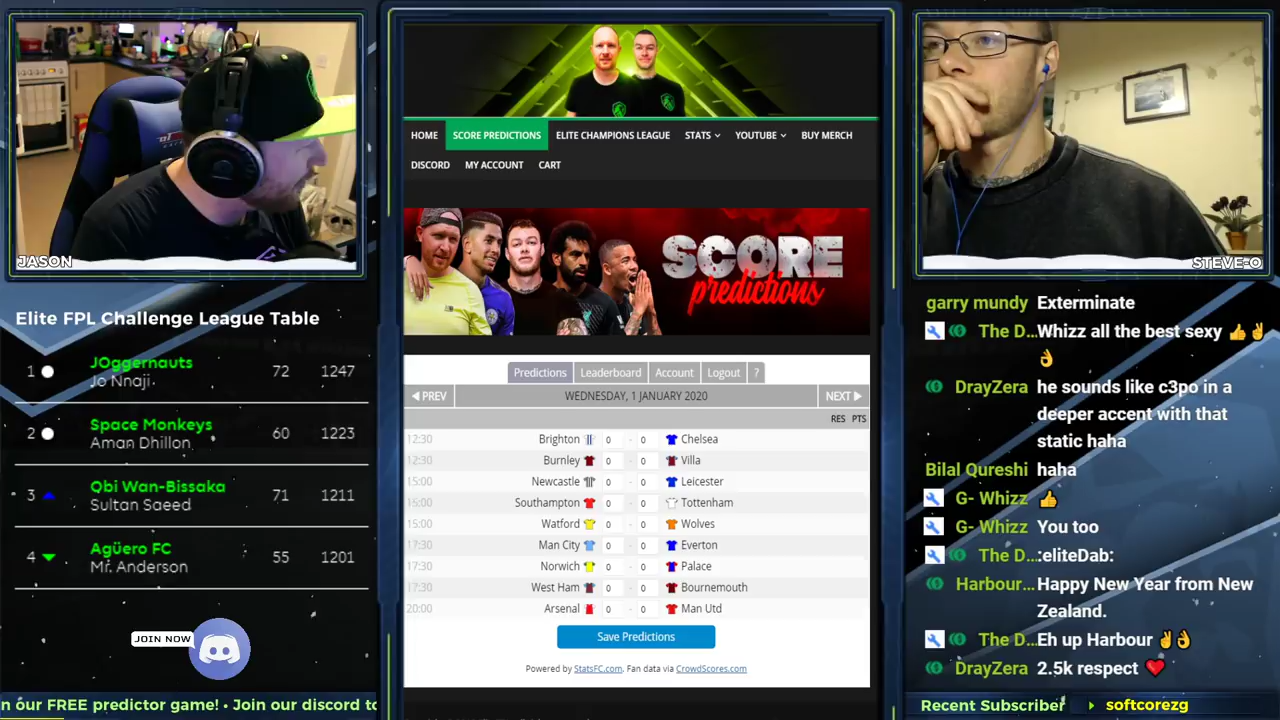 JASON
Elite FPL Challenge League Table
1 JOggernauts 72 1247
Jo Nnaji
2 Space Monkeys 60 1223
Aman Dhillon
3 Qbi Wan-Bissaka 71 1211
Sultan Saeed
4 Agüero FC 55 1201
Mr. Anderson
JOIN NOW
n our FREE predictor game! • Join our discord to
HOME SCORE PREDICTIONS ELITE CHAMPIONS LEAGUE STATS YOUTUBE BUY MERCH
DISCORD MY ACCOUNT CART
SCORE
predictions
Predictions Leaderboard Account Logout ?
◀ PREV WEDNESDAY, 1 JANUARY 2020 NEXT ▶
RES PTS
12:30 Brighton 0 - 0 Chelsea
12:30 Burnley 0 - 0 Villa
15:00 Newcastle 0 - 0 Leicester
15:00 Southampton 0 - 0 Tottenham
15:00 Watford 0 - 0 Wolves
17:30 Man City 0 - 0 Everton
17:30 Norwich 0 - 0 Palace
17:30 West Ham 0 - 0 Bournemouth
20:00 Arsenal 0 - 0 Man Utd
Save Predictions
Powered by StatsFC.com. Fan data via CrowdScores.com
STEVE-O
garry mundy Exterminate
The D... Whizz all the best sexy 👍✌
👌
DrayZera he sounds like c3po in a
deeper accent with that
static haha
Bilal Qureshi haha
G- Whizz 👍
G- Whizz You too
The D... :eliteDab:
Harbour... Happy New Year from New
Zealand.
The D... Eh up Harbour ✌👌
DrayZera 2.5k respect ❤
Recent Subscriber softcorezg